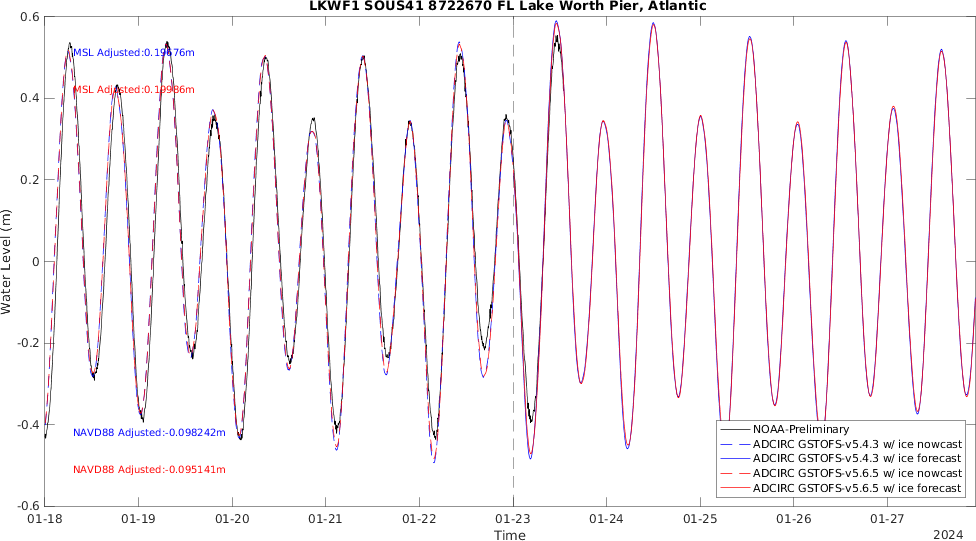 LKWF1 SOUS41 8722670 FL Lake Worth Pier, Atlantic
0.6
0.4
0.2
0
-0.2
-0.4
-0.6
Water Level (m)
MSL Adjusted:0.19676m
MSL Adjusted:0.19986m
NAVD88 Adjusted:-0.098242m
NAVD88 Adjusted:-0.095141m
NOAA-Preliminary
ADCIRC GSTOFS-v5.4.3 w/ ice nowcast
ADCIRC GSTOFS-v5.4.3 w/ ice forecast
ADCIRC GSTOFS-v5.6.5 w/ ice nowcast
ADCIRC GSTOFS-v5.6.5 w/ ice forecast
01-18 01-19 01-20 01-21 01-22 01-23 01-24 01-25 01-26 01-27
Time
2024